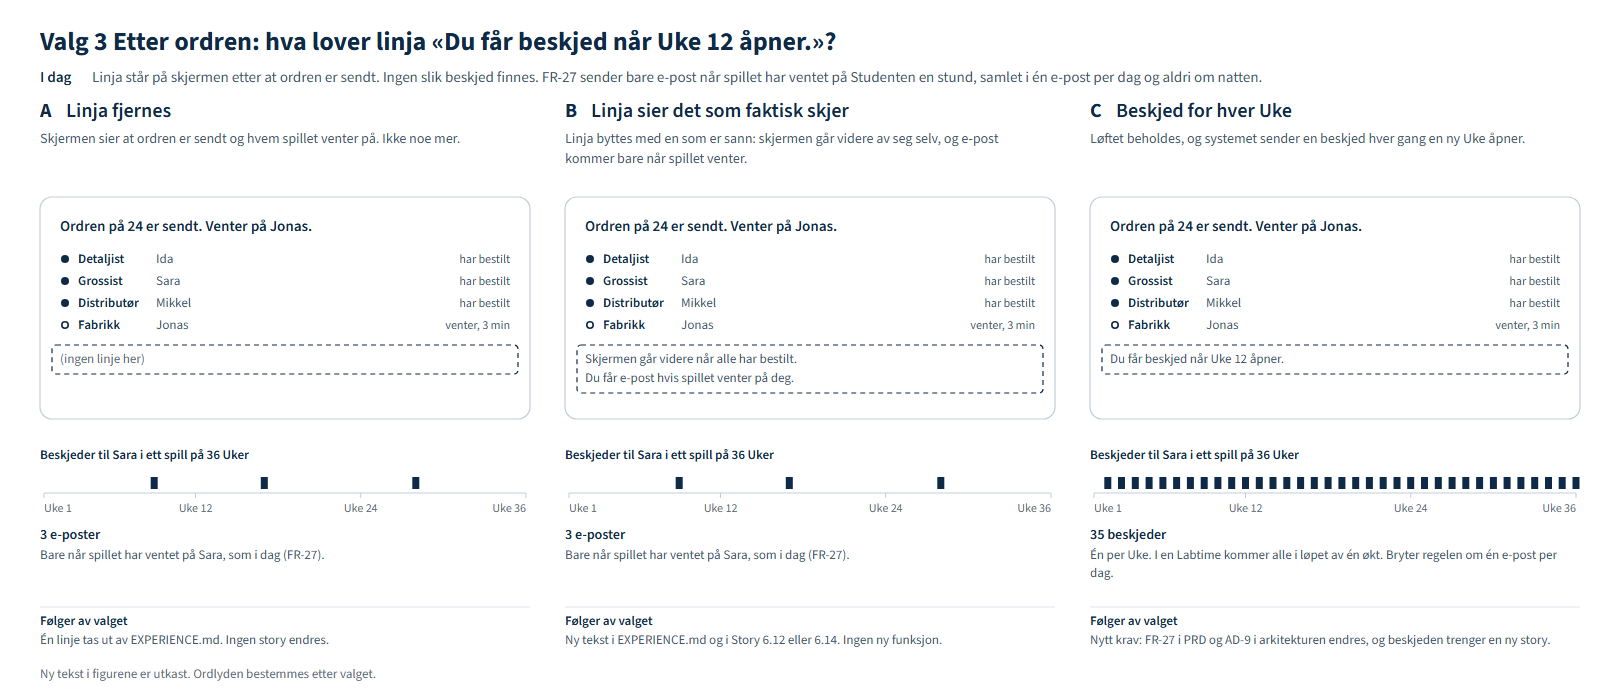 Valg 3 Etter ordren: hva lover linja «Du får beskjed når Uke 12 åpner.»?
I dag Linja står på skjermen etter at ordren er sendt. Ingen slik beskjed finnes. FR-27 sender bare e-post når spillet har ventet på Studenten en stund, samlet i én e-post per dag og aldri om natten.
A Linja fjernes
Skjermen sier at ordren er sendt og hvem spillet venter på. Ikke noe mer.
Ordren på 24 er sendt. Venter på Jonas.
Detaljist Ida har bestilt
Grossist Sara har bestilt
Distributør Mikkel har bestilt
Fabrikk Jonas venter, 3 min
(ingen linje her)
Beskjeder til Sara i ett spill på 36 Uker
Uke 1 Uke 12 Uke 24 Uke 36
3 e-poster
Bare når spillet har ventet på Sara, som i dag (FR-27).
Følger av valget
Én linje tas ut av EXPERIENCE.md. Ingen story endres.
B Linja sier det som faktisk skjer
Linja byttes med en som er sann: skjermen går videre av seg selv, og e-post
kommer bare når spillet venter.
Ordren på 24 er sendt. Venter på Jonas.
Detaljist Ida har bestilt
Grossist Sara har bestilt
Distributør Mikkel har bestilt
Fabrikk Jonas venter, 3 min
Skjermen går videre når alle har bestilt.
Du får e-post hvis spillet venter på deg.
Beskjeder til Sara i ett spill på 36 Uker
Uke 1 Uke 12 Uke 24 Uke 36
3 e-poster
Bare når spillet har ventet på Sara, som i dag (FR-27).
Følger av valget
Ny tekst i EXPERIENCE.md og i Story 6.12 eller 6.14. Ingen ny funksjon.
C Beskjed for hver Uke
Løftet beholdes, og systemet sender en beskjed hver gang en ny Uke åpner.
Ordren på 24 er sendt. Venter på Jonas.
Detaljist Ida har bestilt
Grossist Sara har bestilt
Distributør Mikkel har bestilt
Fabrikk Jonas venter, 3 min
Du får beskjed når Uke 12 åpner.
Beskjeder til Sara i ett spill på 36 Uker
Uke 1 Uke 12 Uke 24 Uke 36
35 beskjeder
Én per Uke. I en Labtime kommer alle i løpet av én økt. Bryter regelen om én e-post per
dag.
Følger av valget
Nytt krav: FR-27 i PRD og AD-9 i arkitekturen endres, og beskjeden trenger en ny story.
Ny tekst i figurene er utkast. Ordlyden bestemmes etter valget.